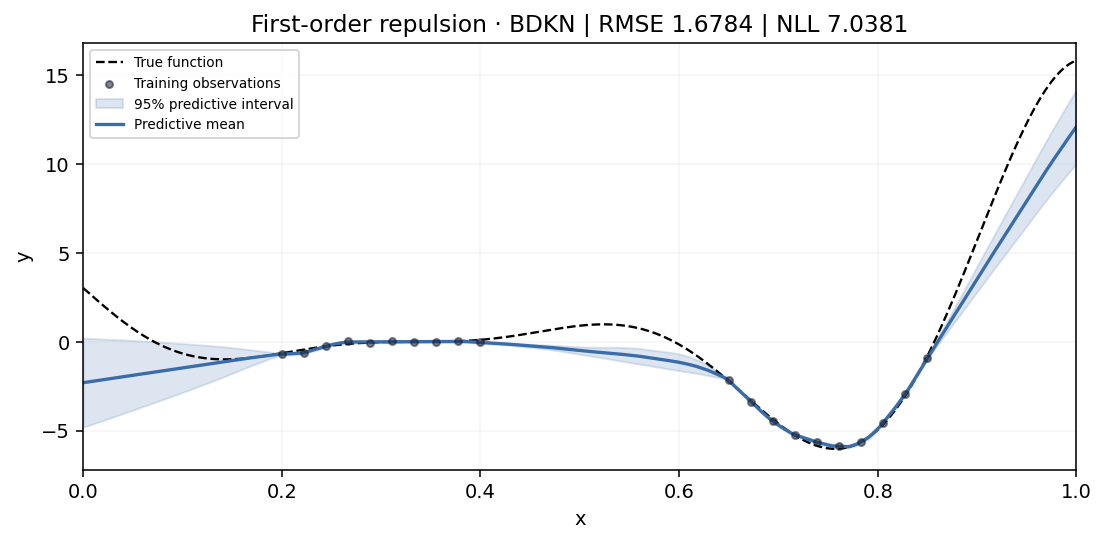 First-order repulsion · BDKN | RMSE 1.6784 | NLL 7.0381
True function
Training observations
95% predictive interval
Predictive mean
15
10
5
0
−5
y
0.0 0.2 0.4 0.6 0.8 1.0
x